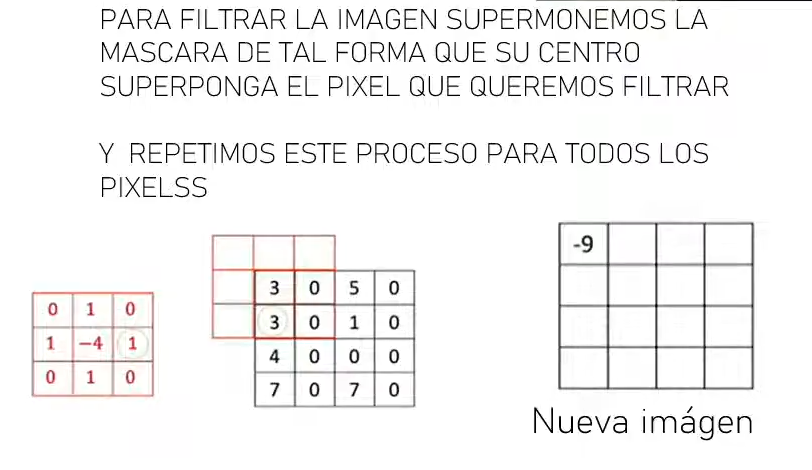 PARA FILTRAR LA IMAGEN SUPERMONEMOS LA
MASCARA DE TAL FORMA QUE SU CENTRO
SUPERPONGA EL PIXEL QUE QUEREMOS FILTRAR
Y REPETIMOS ESTE PROCESO PARA TODOS LOS
PIXELSS
0 1 0
1 −4 1
0 1 0
3 0 5 0
3 0 1 0
4 0 0 0
7 0 7 0
-9
Nueva imágen